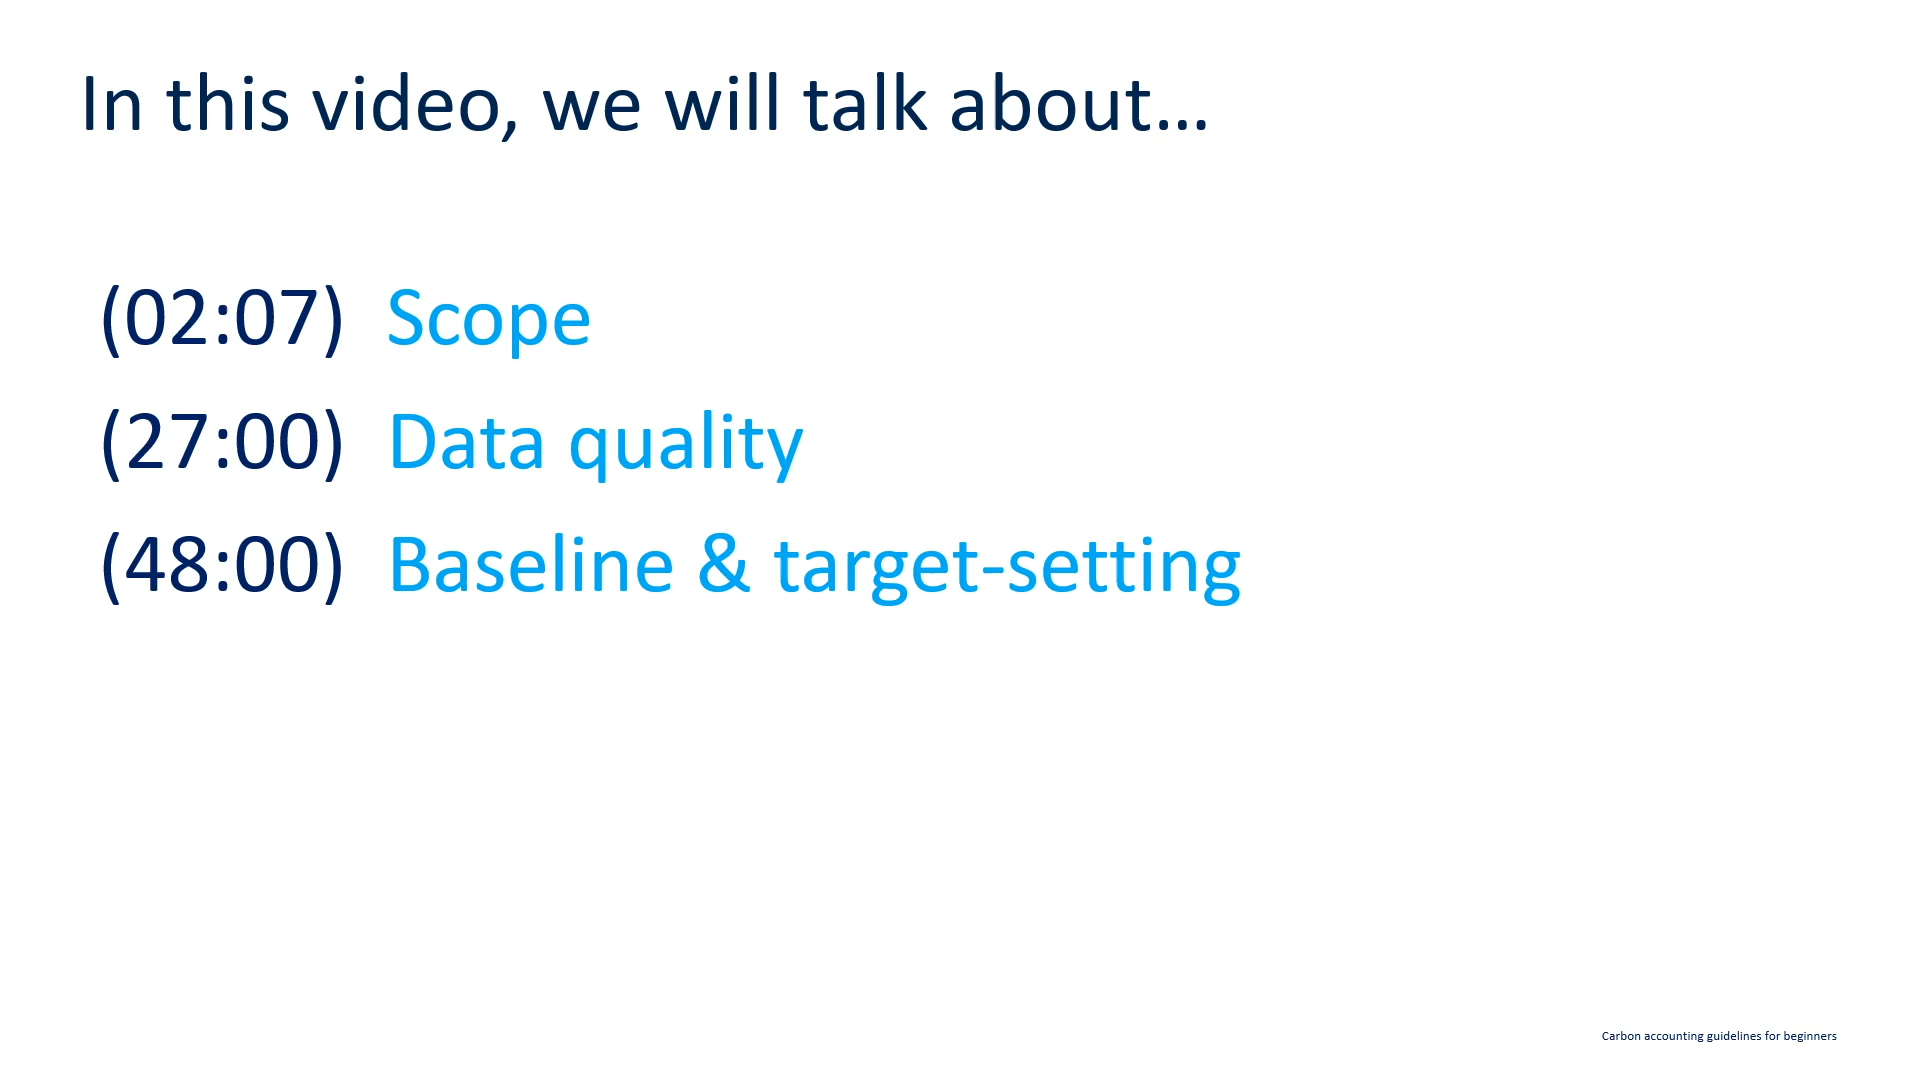 In this video, we will talk about…
(02:07) Scope
(27:00) Data quality
(48:00) Baseline & target-setting
Carbon accounting guidelines for beginners